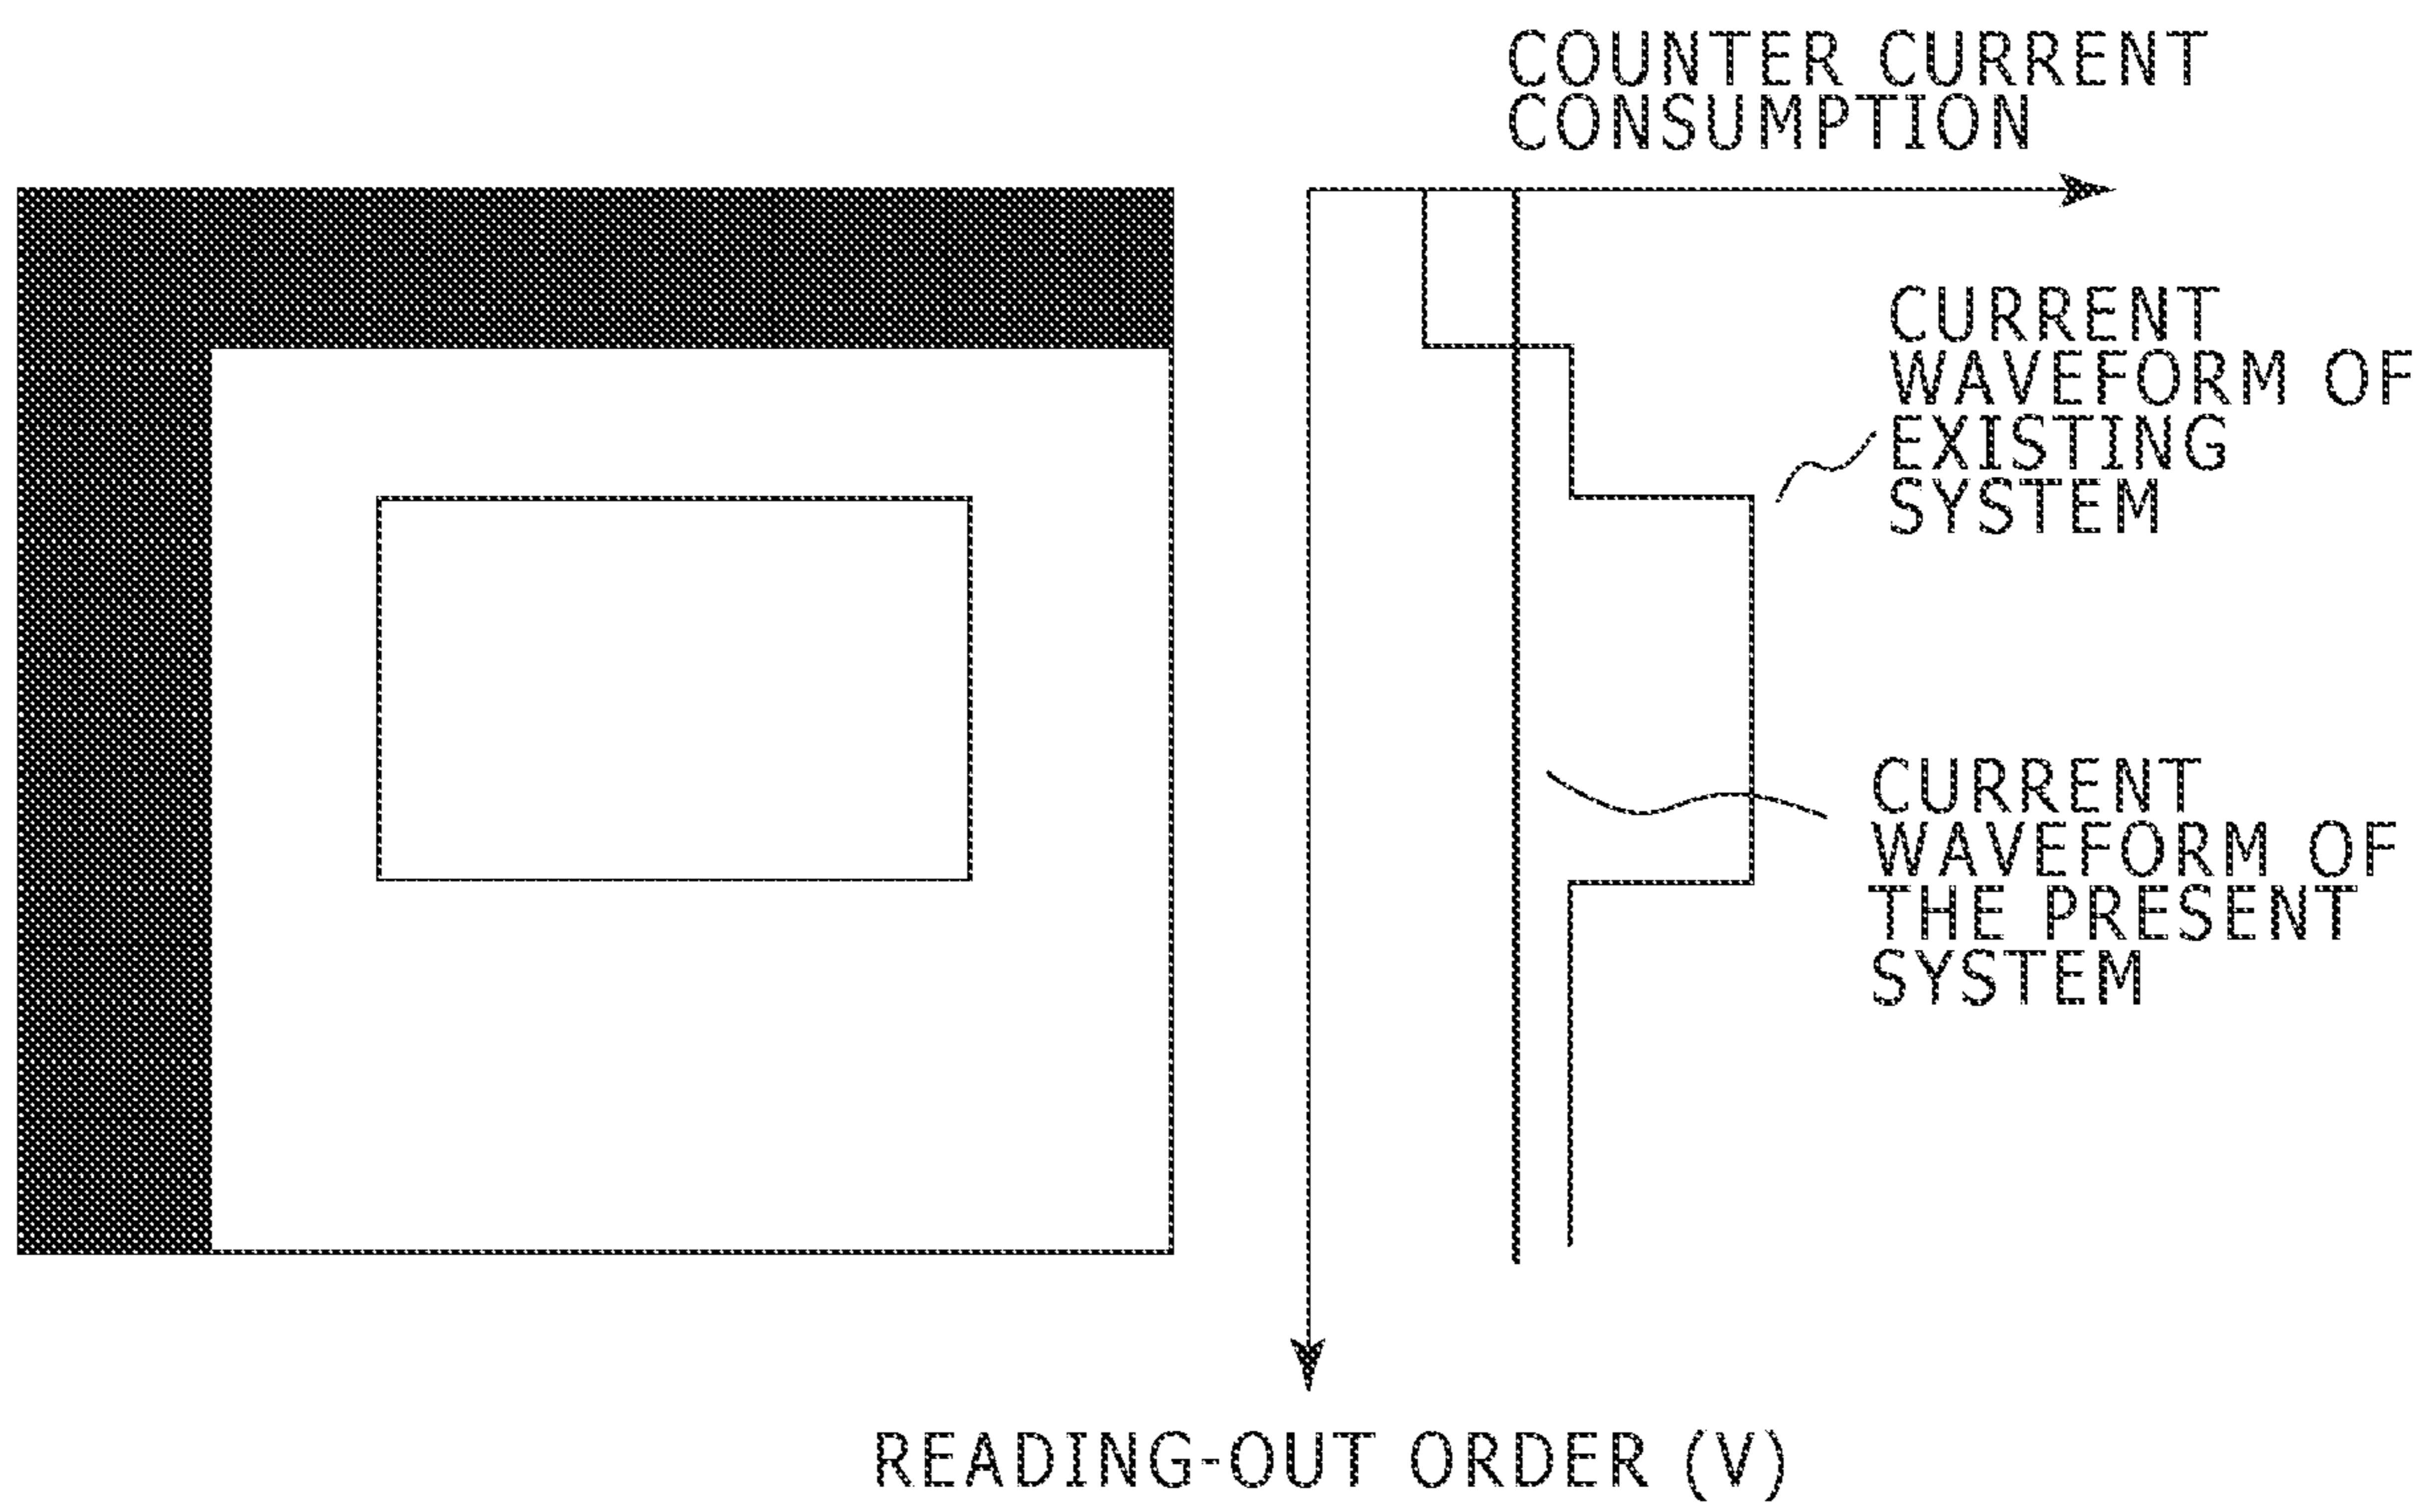 COUNTER CURRENT
CONSUMPTION
CURRENT
WAVEFORM OF
EXISTING
SYSTEM
CURRENT
WAVEFORM OF
THE PRESENT
SYSTEM
READING-OUT ORDER (V)